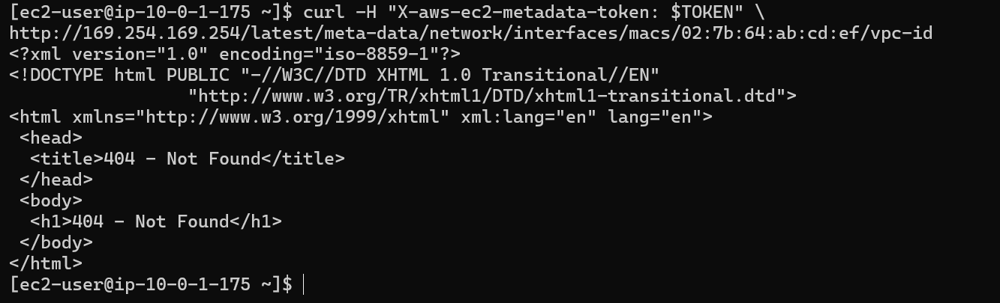 [ec2-user@ip-10-0-1-175 ~]$ curl -H "X-aws-ec2-metadata-token: $TOKEN" \
http://169.254.169.254/latest/meta-data/network/interfaces/macs/02:7b:64:ab:cd:ef/vpc-id
<?xml version="1.0" encoding="iso-8859-1"?>
<!DOCTYPE html PUBLIC "-//W3C//DTD XHTML 1.0 Transitional//EN"
                 "http://www.w3.org/TR/xhtml1/DTD/xhtml1-transitional.dtd">
<html xmlns="http://www.w3.org/1999/xhtml" xml:lang="en" lang="en">
 <head>
  <title>404 - Not Found</title>
 </head>
 <body>
  <h1>404 - Not Found</h1>
 </body>
</html>
[ec2-user@ip-10-0-1-175 ~]$